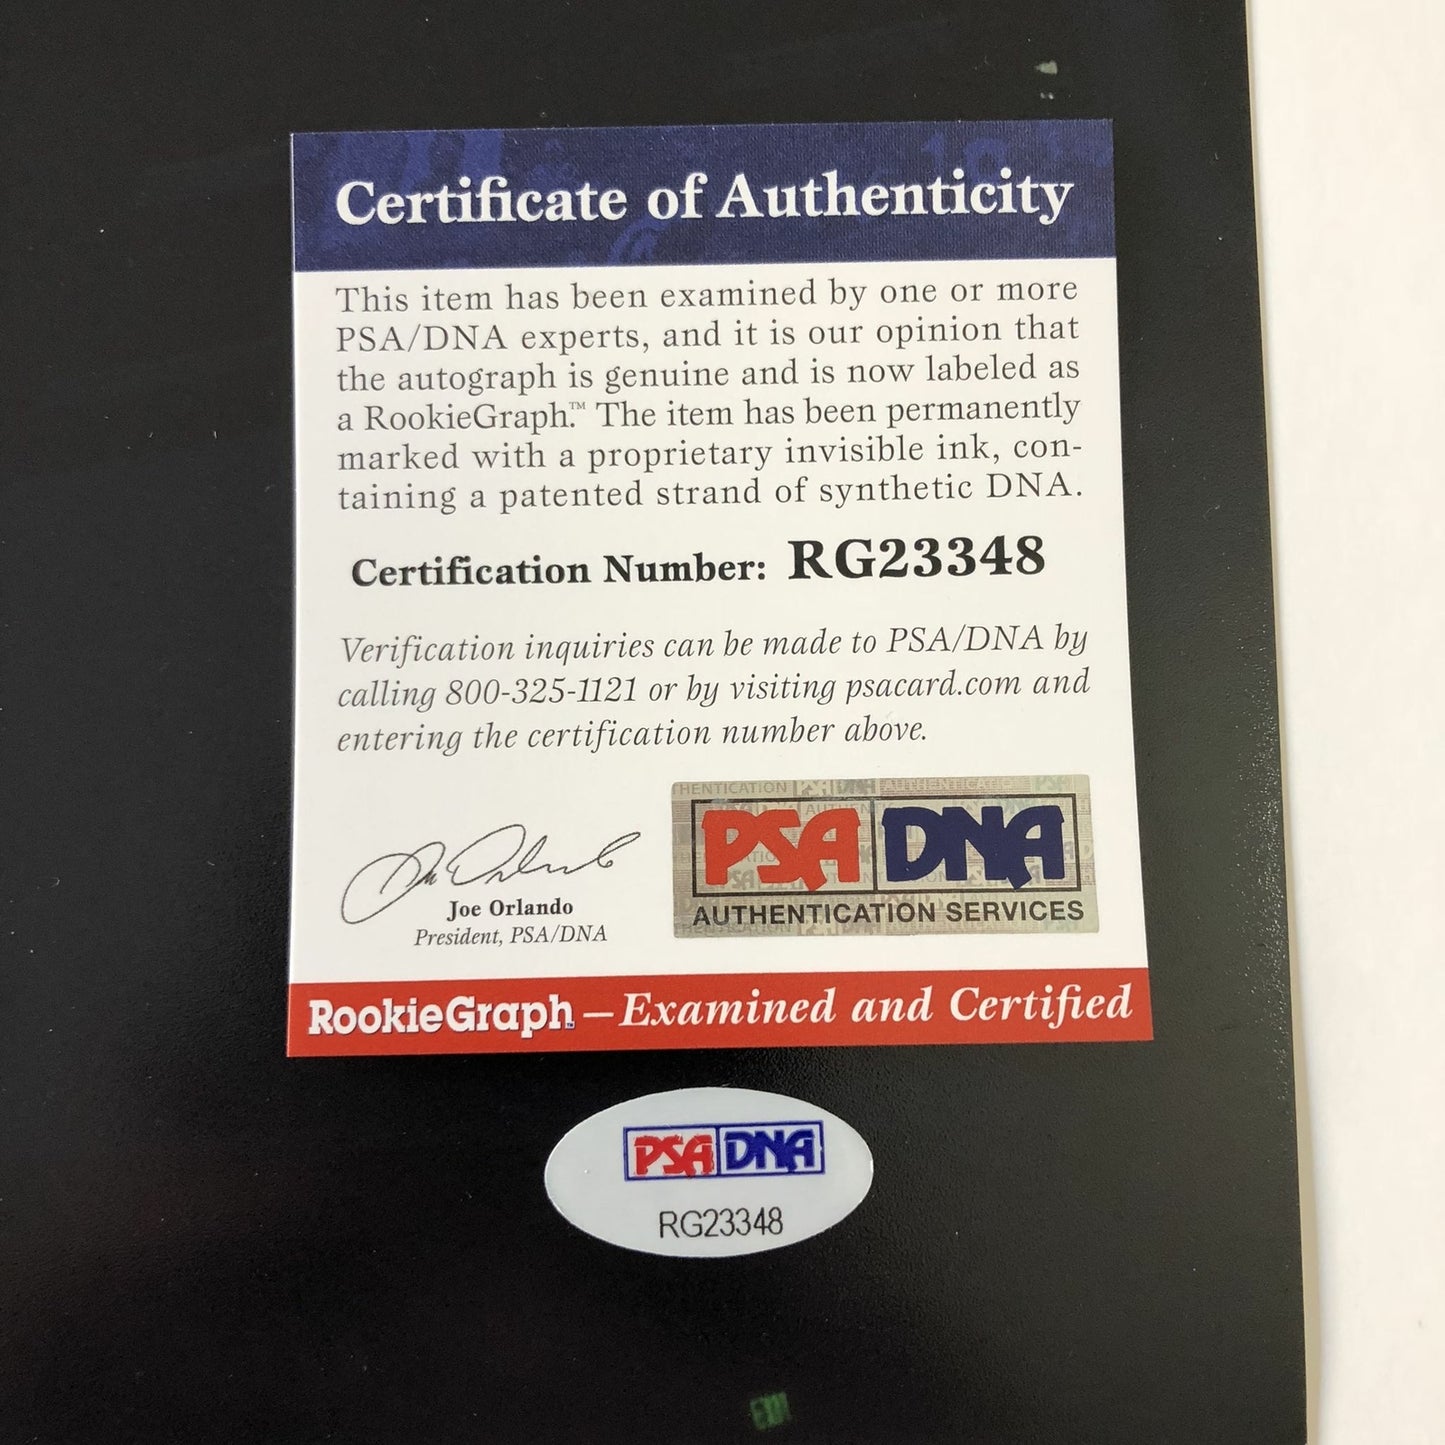 Certificate of Authenticity
This item has been examined by one or more
PSA/DNA experts, and it is our opinion that
the autograph is genuine and is now labeled as
a RookieGraph.™ The item has been permanently
marked with a proprietary invisible ink, con-
taining a patented strand of synthetic DNA.
Certification Number: RG23348
Verification inquiries can be made to PSA/DNA by
calling 800-325-1121 or by visiting psacard.com and
entering the certification number above.
PSA DNA
AUTHENTICATION SERVICES
Joe Orlando
President, PSA/DNA
RookieGraph™ – Examined and Certified
PSA DNA
RG23348